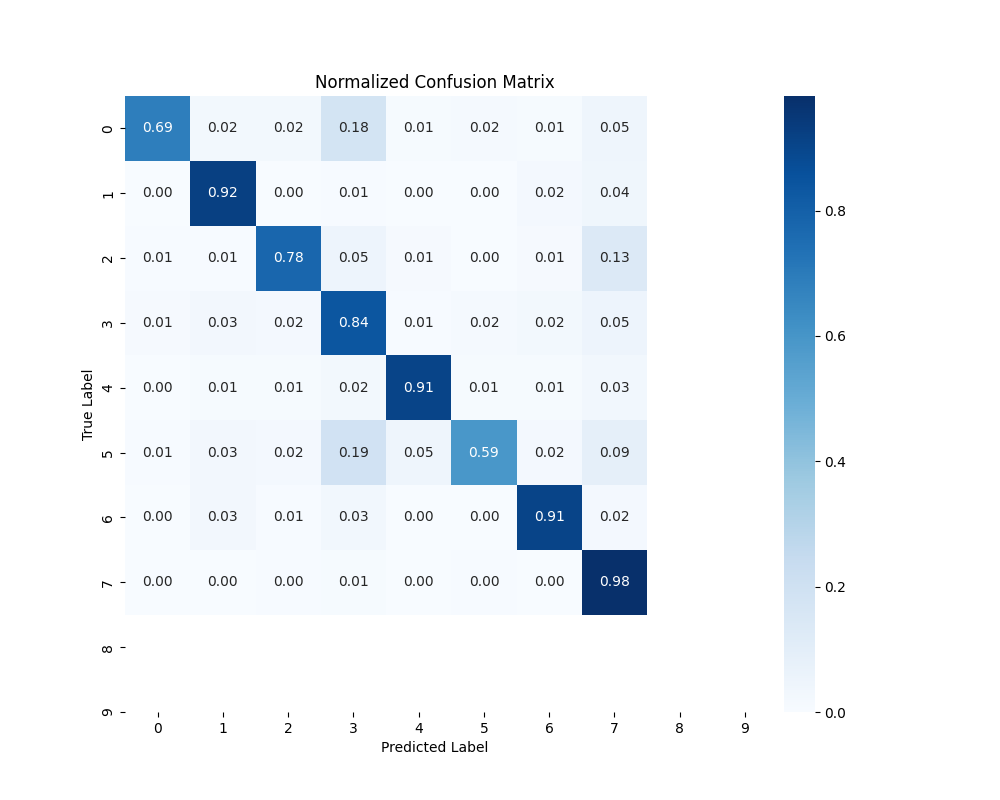 Normalized Confusion Matrix
0 0.69 0.02 0.02 0.18 0.01 0.02 0.01 0.05
1 0.00 0.92 0.00 0.01 0.00 0.00 0.02 0.04
2 0.01 0.01 0.78 0.05 0.01 0.00 0.01 0.13
3 0.01 0.03 0.02 0.84 0.01 0.02 0.02 0.05
4 0.00 0.01 0.01 0.02 0.91 0.01 0.01 0.03
5 0.01 0.03 0.02 0.19 0.05 0.59 0.02 0.09
6 0.00 0.03 0.01 0.03 0.00 0.00 0.91 0.02
7 0.00 0.00 0.00 0.01 0.00 0.00 0.00 0.98
8
9
True Label
0 1 2 3 4 5 6 7 8 9
Predicted Label
0.8
0.6
0.4
0.2
0.0